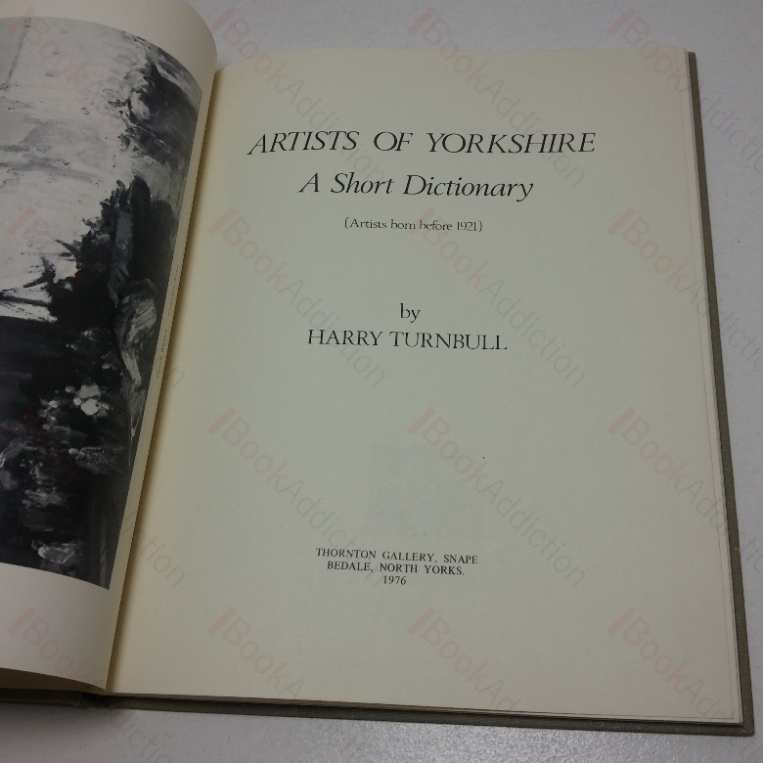 ARTISTS OF YORKSHIRE
A Short Dictionary
(Artists born before 1921)
by
HARRY TURNBULL
THORNTON GALLERY, SNAPE
BEDALE, NORTH YORKS.
1976
BookAddiction